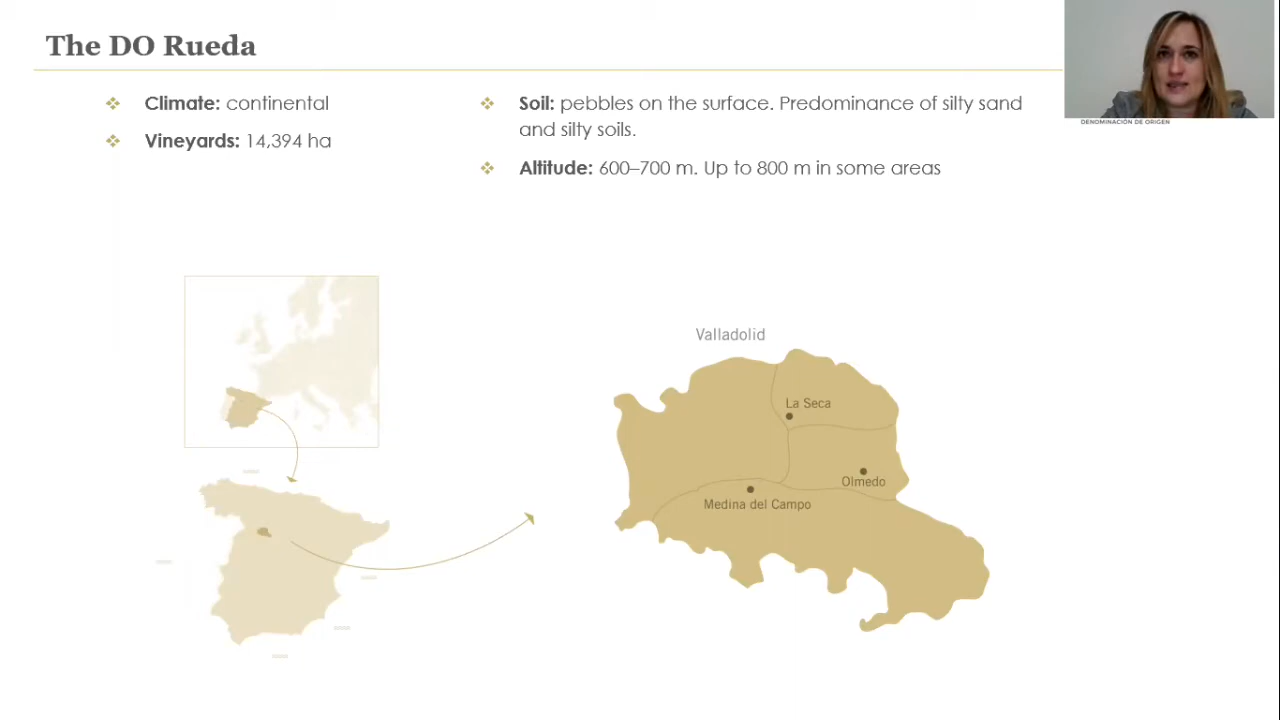 The DO Rueda
Climate: continental
Vineyards: 14,394 ha
Soil: pebbles on the surface. Predominance of silty sand
and silty soils.
Altitude: 600–700 m. Up to 800 m in some areas
DENOMINACIÓN DE ORIGEN
Valladolid
La Seca
Olmedo
Medina del Campo